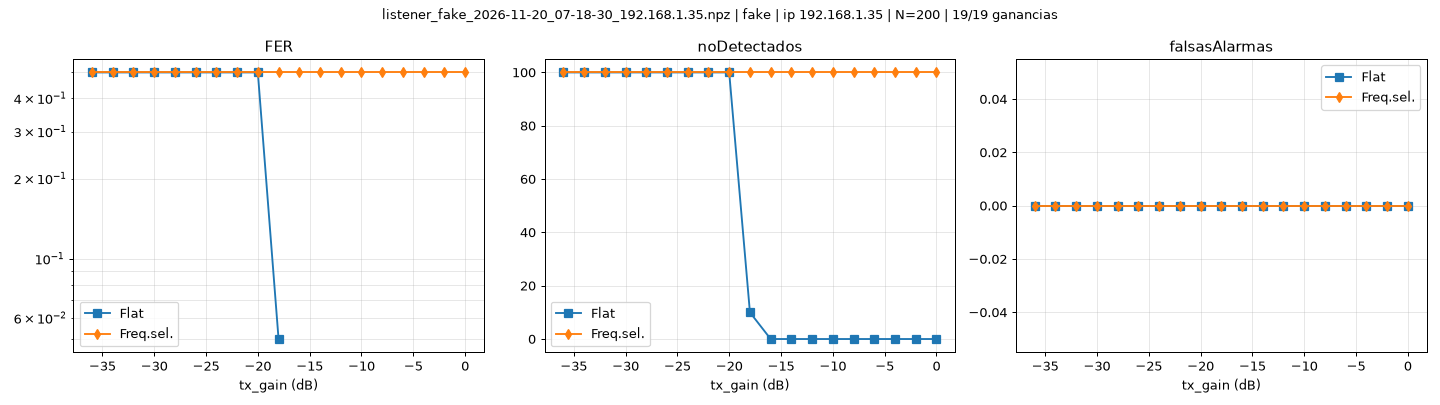 listener_fake_2026-11-20_07-18-30_192.168.1.35.npz | fake | ip 192.168.1.35 | N=200 | 19/19 ganancias
FER
4 × 10⁻¹
3 × 10⁻¹
2 × 10⁻¹
10⁻¹
6 × 10⁻²
Flat
Freq.sel.
−35 −30 −25 −20 −15 −10 −5 0
tx_gain (dB)
noDetectados
100
80
60
40
20
0
Flat
Freq.sel.
−35 −30 −25 −20 −15 −10 −5 0
tx_gain (dB)
falsasAlarmas
0.04
0.02
0.00
−0.02
−0.04
Flat
Freq.sel.
−35 −30 −25 −20 −15 −10 −5 0
tx_gain (dB)